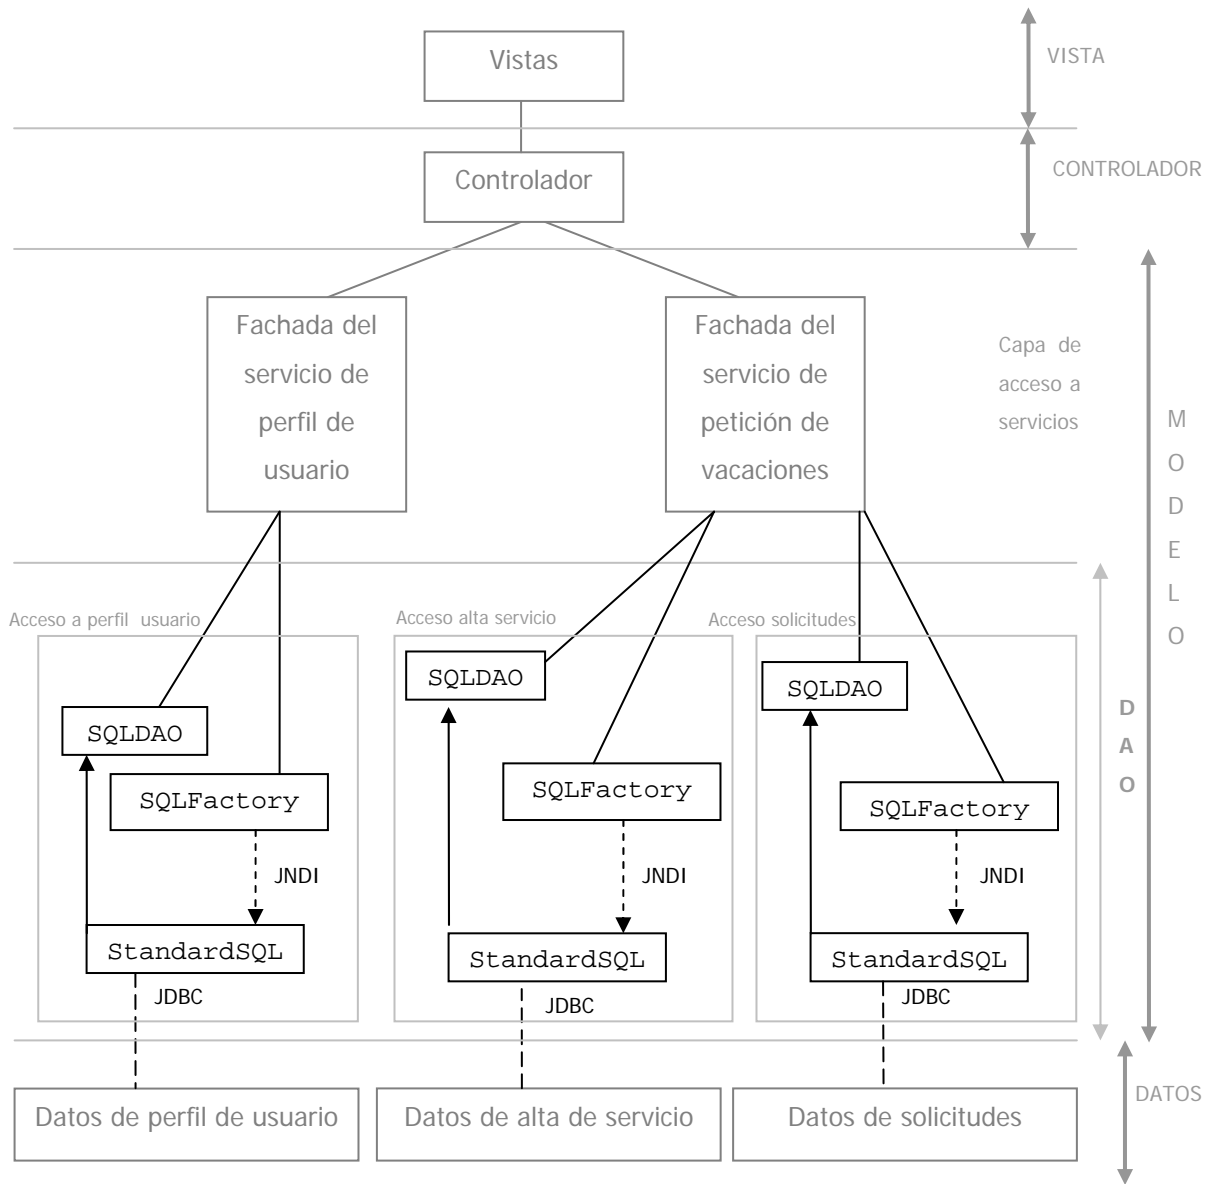 Vistas
VISTA
Controlador
CONTROLADOR
Fachada del
servicio de
perfil de
usuario
Fachada del
servicio de
petición de
vacaciones
Capa de
acceso a
servicios
M
O
D
E
L
O
Acceso a perfil usuario
Acceso alta servicio
Acceso solicitudes
SQLDAO
SQLDAO
SQLDAO
D
A
O
SQLFactory
SQLFactory
SQLFactory
JNDI
JNDI
JNDI
StandardSQL
StandardSQL
StandardSQL
JDBC
JDBC
JDBC
DATOS
Datos de perfil de usuario
Datos de alta de servicio
Datos de solicitudes